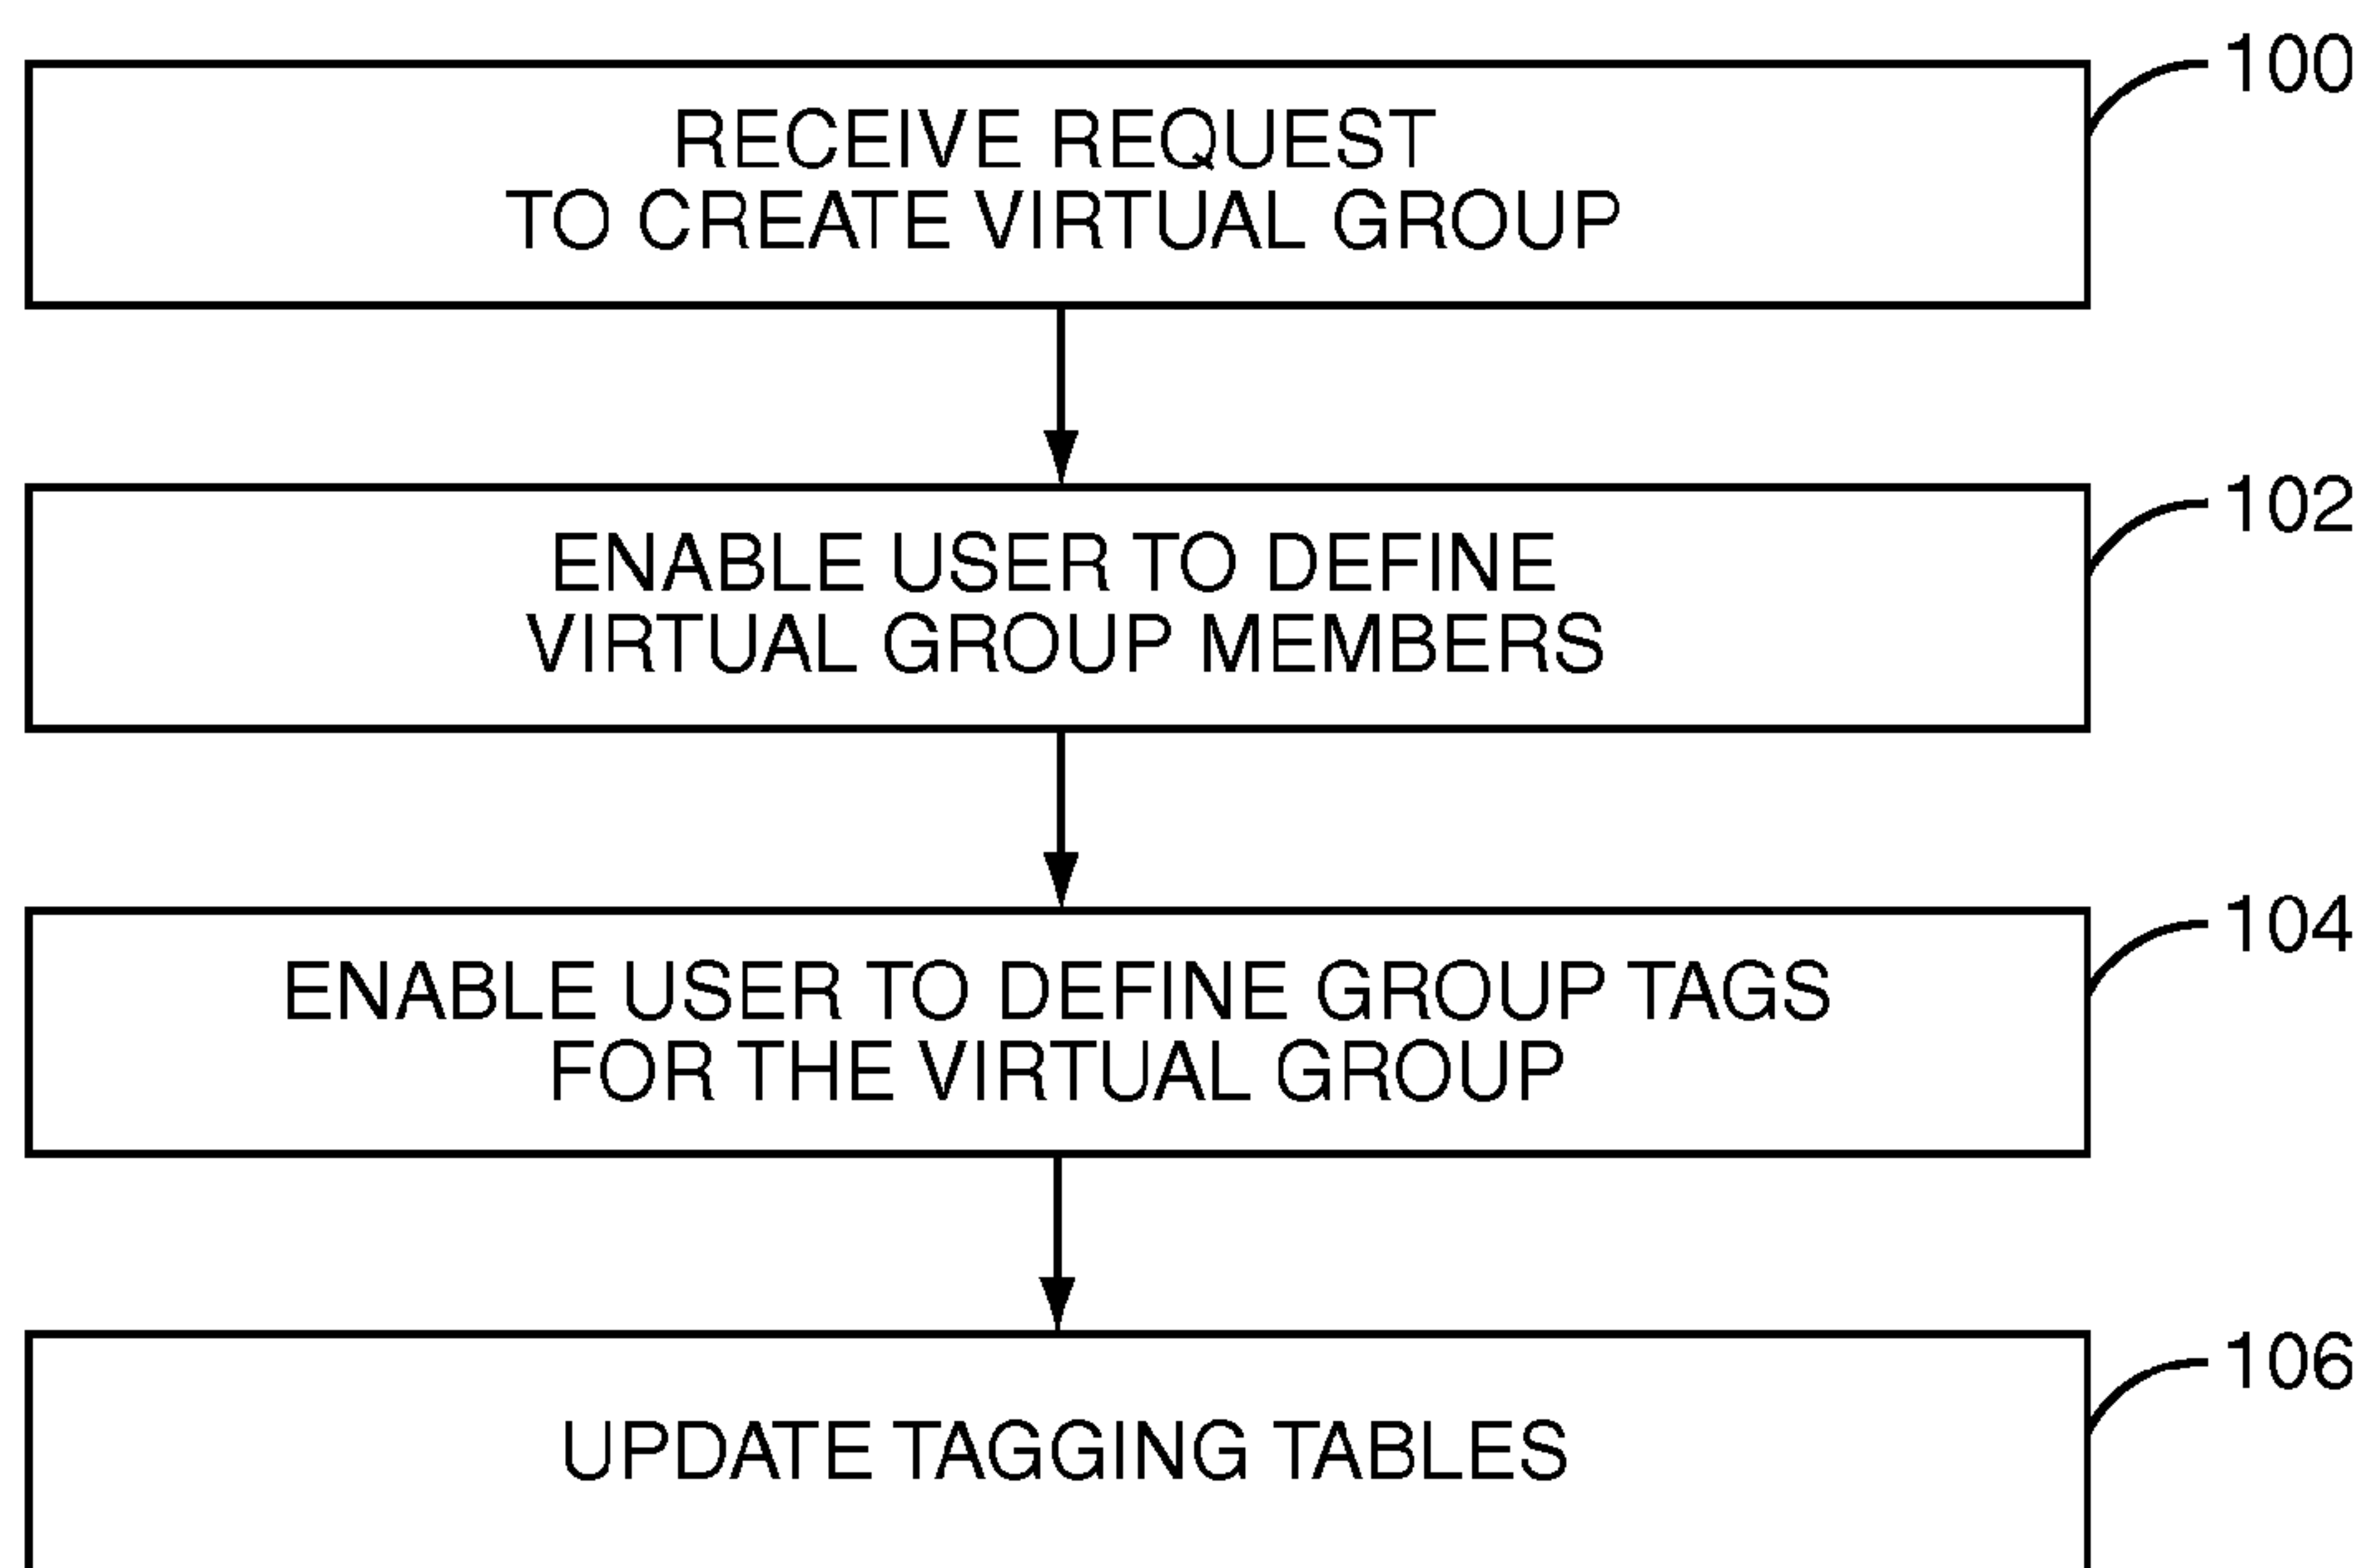 100
RECEIVE REQUEST
TO CREATE VIRTUAL GROUP
102
ENABLE USER TO DEFINE
VIRTUAL GROUP MEMBERS
104
ENABLE USER TO DEFINE GROUP TAGS
FOR THE VIRTUAL GROUP
106
UPDATE TAGGING TABLES